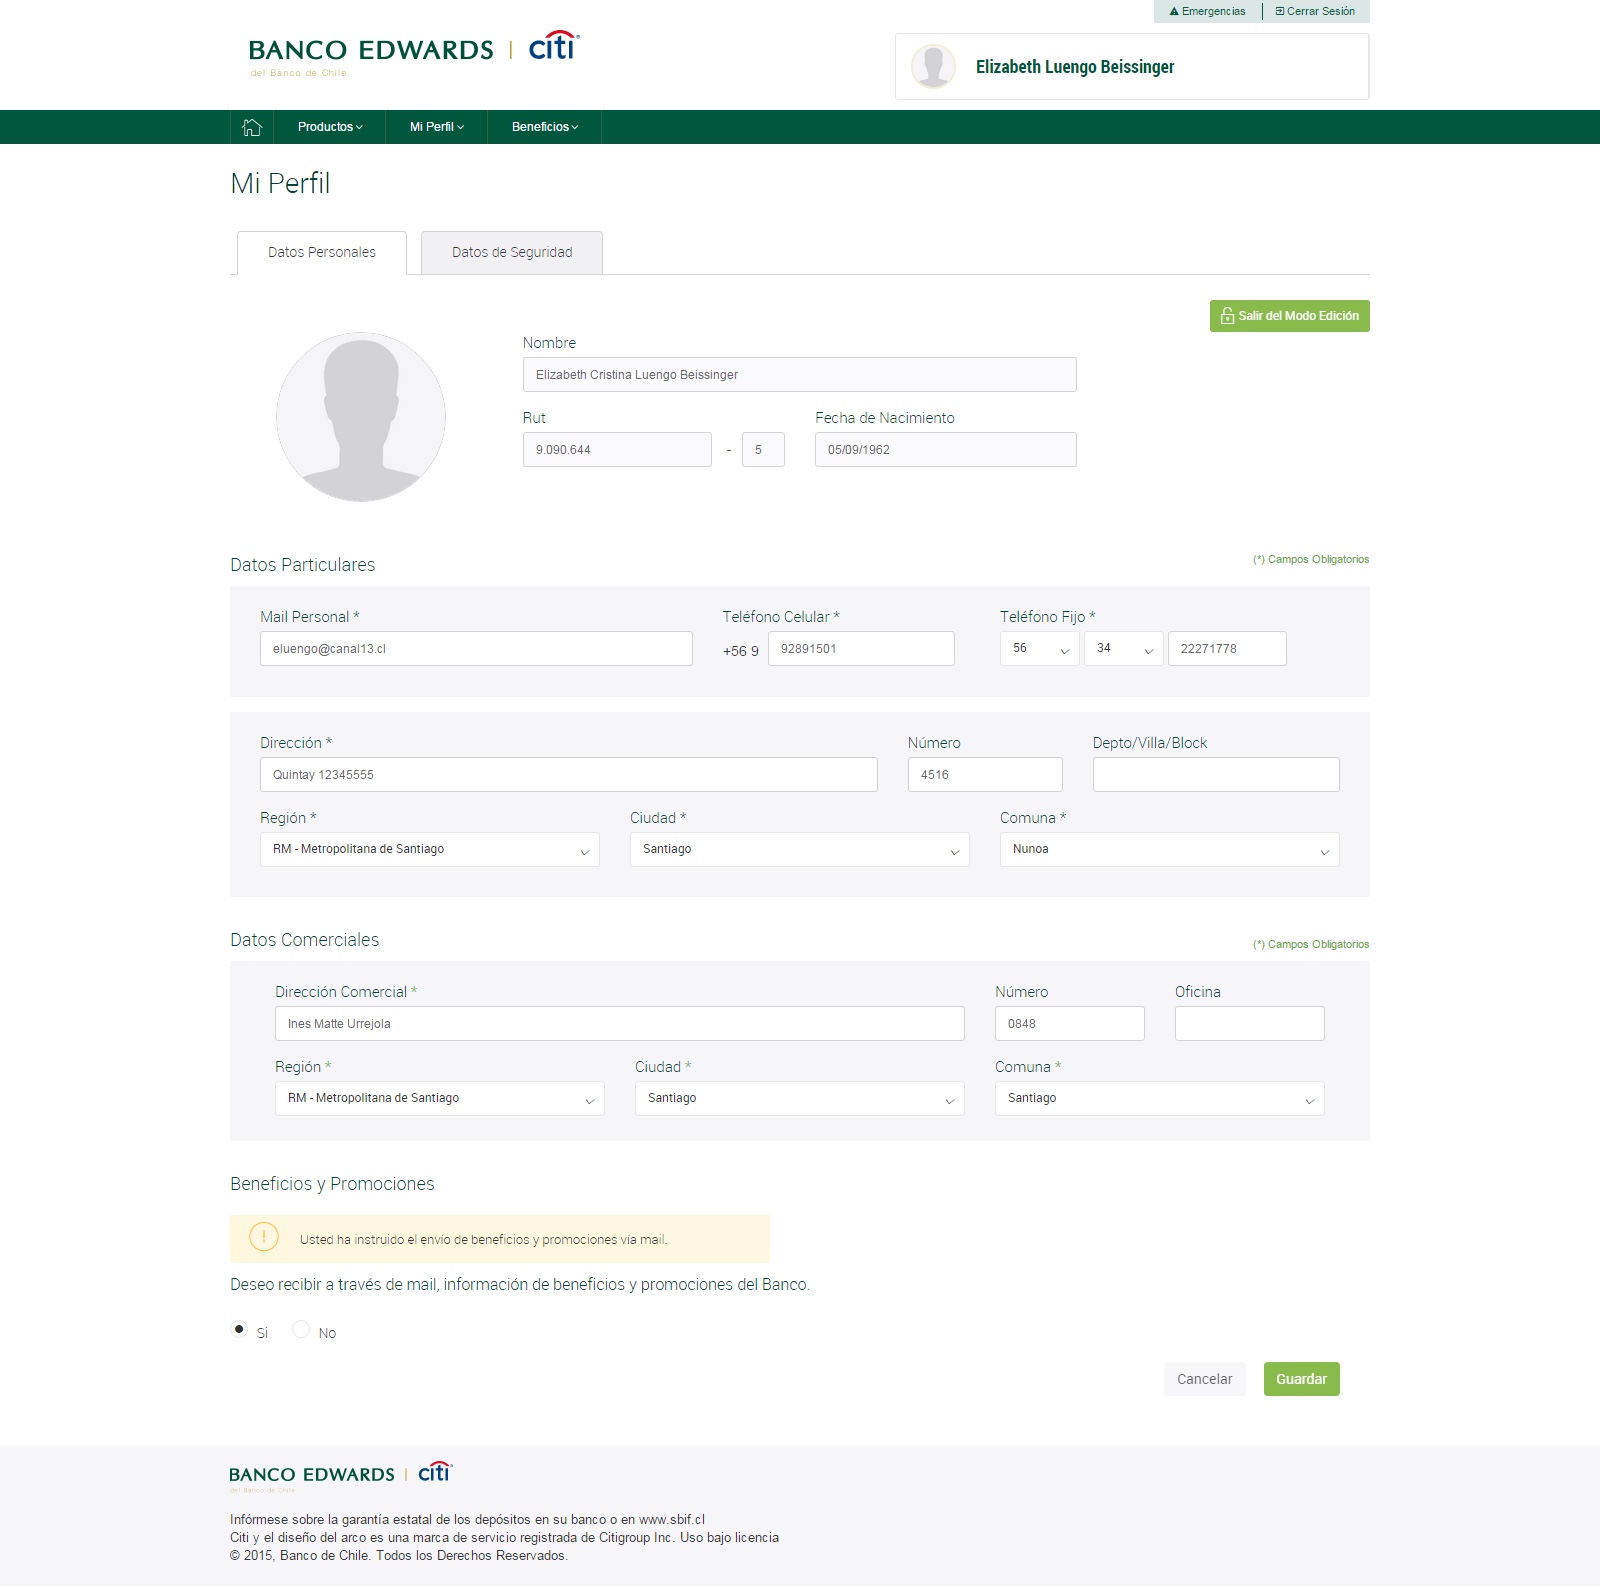 Emergencias
Cerrar Sesión
BANCO EDWARDS | citi
del Banco de Chile
Elizabeth Luengo Beissinger
Productos Mi Perfil Beneficios
Mi Perfil
Datos Personales Datos de Seguridad
Salir del Modo Edición
Nombre
Elizabeth Cristina Luengo Beissinger
Rut Fecha de Nacimiento
9.090.644 - 5 05/09/1962
Datos Particulares (*) Campos Obligatorios
Mail Personal * Teléfono Celular * Teléfono Fijo *
eluengo@canal13.cl +56 9 92891501 56 34 22271778
Dirección * Número Depto/Villa/Block
Quintay 12345555 4516
Región * Ciudad * Comuna *
RM - Metropolitana de Santiago Santiago Nunoa
Datos Comerciales (*) Campos Obligatorios
Dirección Comercial * Número Oficina
Ines Matte Urrejola 0848
Región * Ciudad * Comuna *
RM - Metropolitana de Santiago Santiago Santiago
Beneficios y Promociones
! Usted ha instruido el envío de beneficios y promociones vía mail.
Deseo recibir a través de mail, información de beneficios y promociones del Banco.
Si No
Cancelar Guardar
BANCO EDWARDS | citi
del Banco de Chile
Infórmese sobre la garantía estatal de los depósitos en su banco o en www.sbif.cl
Citi y el diseño del arco es una marca de servicio registrada de Citigroup Inc. Uso bajo licencia
© 2015, Banco de Chile. Todos los Derechos Reservados.